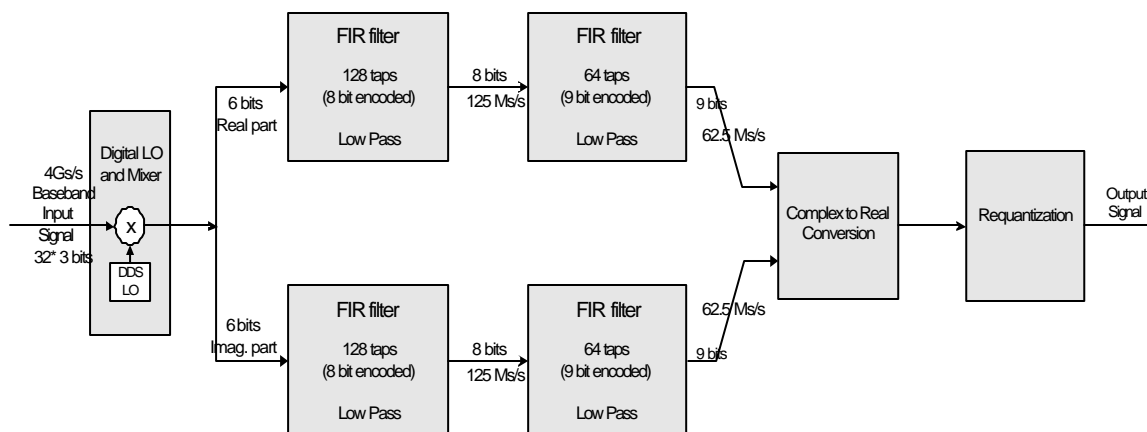 4Gs/s
Baseband
Input
Signal
32* 3 bits
Digital LO
and Mixer
X
DDS
LO
6 bits
Real part
FIR filter
128 taps
(8 bit encoded)
Low Pass
8 bits
125 Ms/s
FIR filter
64 taps
(9 bit encoded)
Low Pass
9 bits
62.5 Ms/s
6 bits
Imag. part
FIR filter
128 taps
(8 bit encoded)
Low Pass
8 bits
125 Ms/s
FIR filter
64 taps
(9 bit encoded)
Low Pass
62.5 Ms/s
9 bits
Complex to Real
Conversion
Requantization
Output
Signal